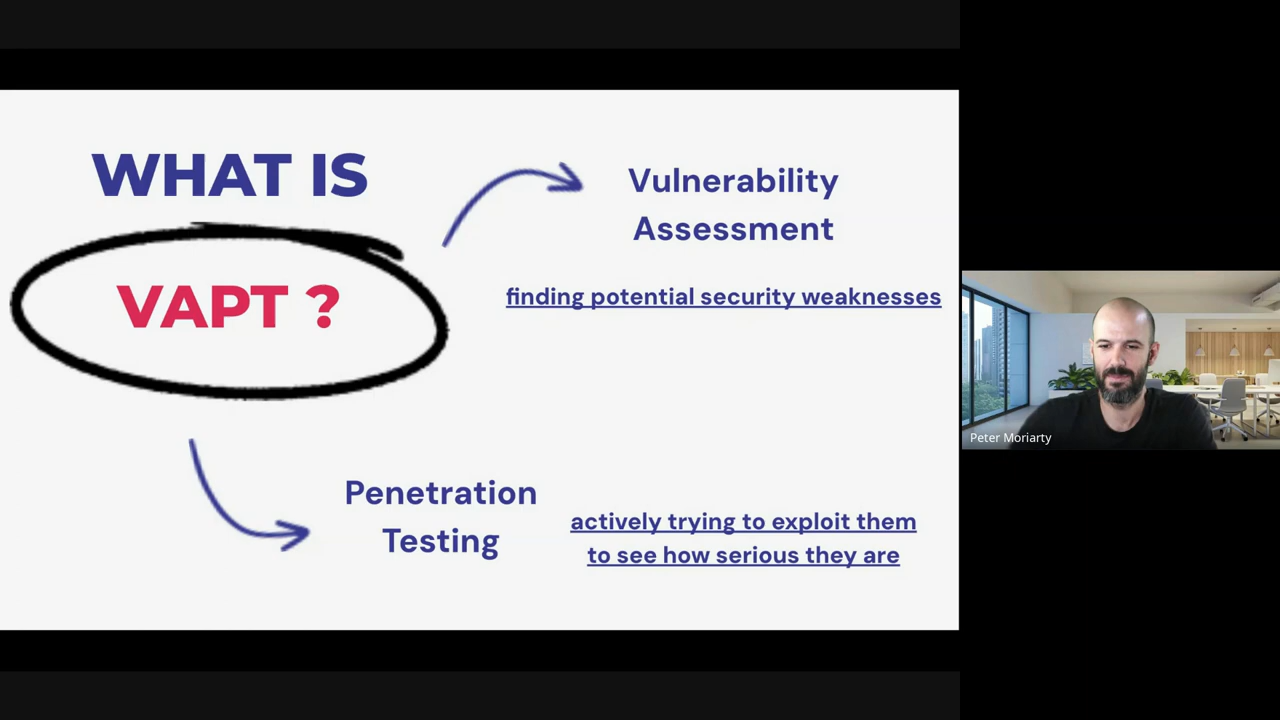 WHAT IS
VAPT ?
Vulnerability
Assessment
finding potential security weaknesses
Penetration
Testing
actively trying to exploit them
to see how serious they are
Peter Moriarty